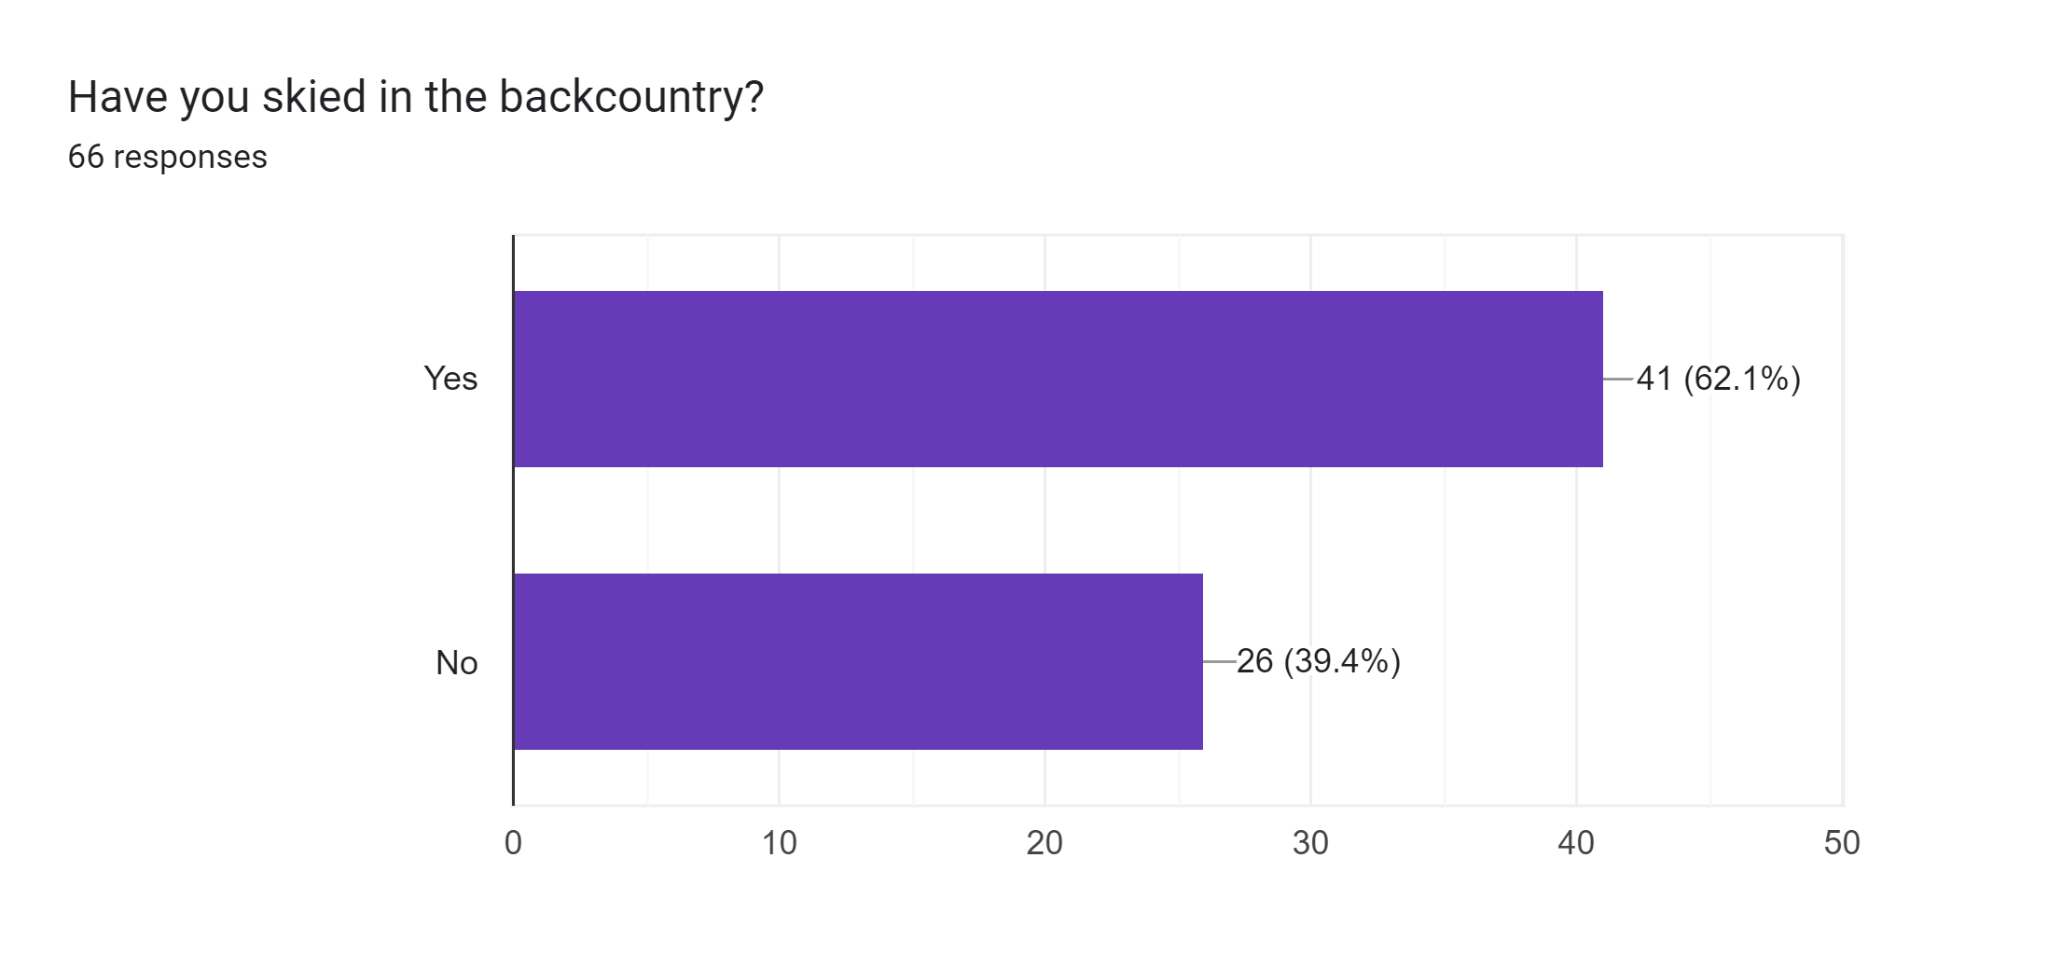 Have you skied in the backcountry?
66 responses
Yes
41 (62.1%)
No
26 (39.4%)
0 10 20 30 40 50